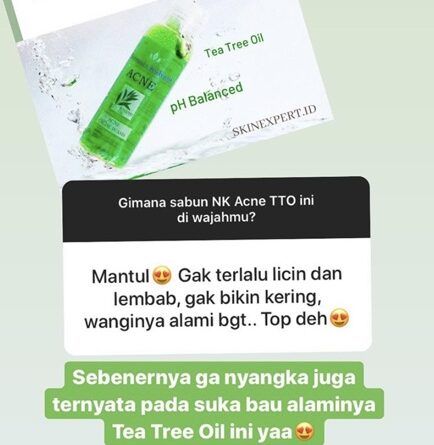 Tea Tree Oil
ACNE
pH Balanced
SKINEXPERT.ID
Gimana sabun NK Acne TTO ini
di wajahmu?
Mantul😍 Gak terlalu licin dan
lembab, gak bikin kering,
wanginya alami bgt.. Top deh😍
Sebenernya ga nyangka juga
ternyata pada suka bau alaminya
Tea Tree Oil ini yaa😍